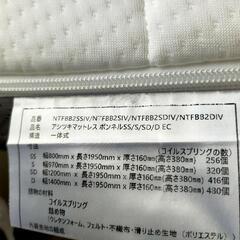 品番 NTFBB2SSIV/NTFBB2SIV/NTFBB2SDIV/NTFBB2DIV
品名 アシツキマットレス ボンネルSS/S/SD/D EC
構造 一体式
(コイルスプリングの数)
SS 幅800mm x 長さ1950mm x 厚さ160mm(高さ380mm) 256個
S 幅970mm x 長さ1950mm x 厚さ160mm(高さ380mm) 320個
SD 幅1200mm x 長さ1950mm x 厚さ160mm(高さ380mm) 416個
D 幅1400mm x 長さ1950mm x 厚さ160mm(高さ380mm) 480個
コイルスプリング
詰め物
(ウレタンフォーム、フェルト・不織布・滑り止め生地 (ポリエステル)